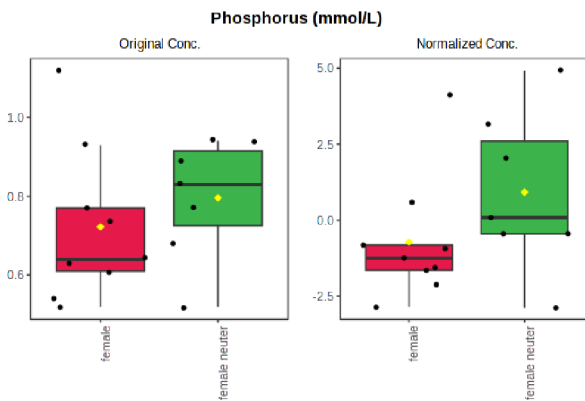 Phosphorus (mmol/L)
Original Conc.
Normalized Conc.
1.0
0.8
0.6
5.0
2.5
0.0
-2.5
female
female neuter
female
female neuter